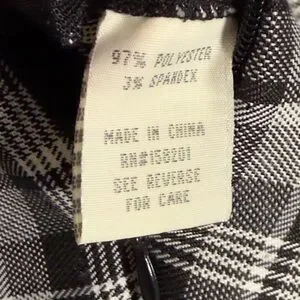 97% POLYESTER
3% SPANDEX
MADE IN CHINA
RN#158201
SEE REVERSE
FOR CARE